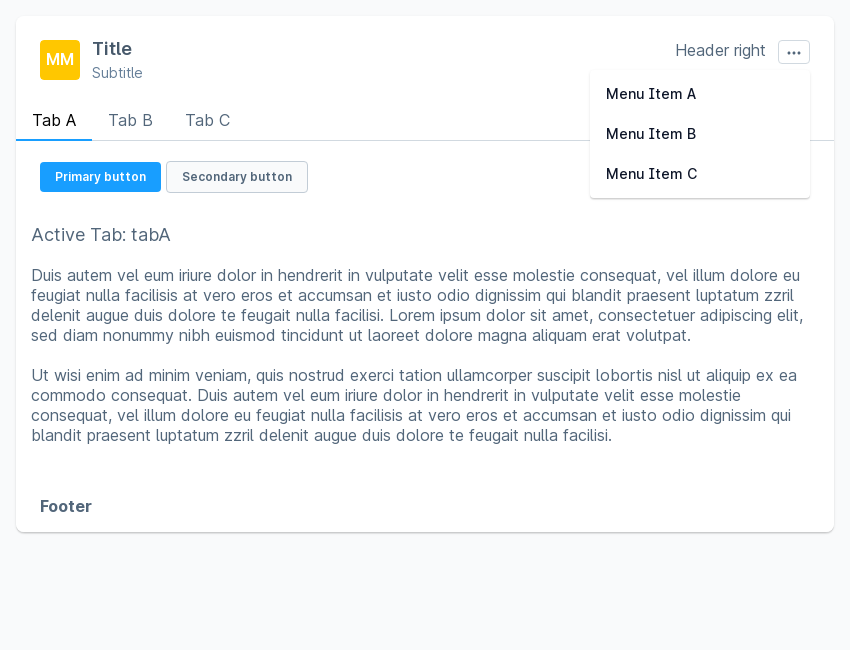 MM
Title
Subtitle
Header right
Menu Item A
Menu Item B
Menu Item C
Tab A Tab B Tab C
Primary button Secondary button
Active Tab: tabA
Duis autem vel eum iriure dolor in hendrerit in vulputate velit esse molestie consequat, vel illum dolore eu
feugiat nulla facilisis at vero eros et accumsan et iusto odio dignissim qui blandit praesent luptatum zzril
delenit augue duis dolore te feugait nulla facilisi. Lorem ipsum dolor sit amet, consectetuer adipiscing elit,
sed diam nonummy nibh euismod tincidunt ut laoreet dolore magna aliquam erat volutpat.
Ut wisi enim ad minim veniam, quis nostrud exerci tation ullamcorper suscipit lobortis nisl ut aliquip ex ea
commodo consequat. Duis autem vel eum iriure dolor in hendrerit in vulputate velit esse molestie
consequat, vel illum dolore eu feugiat nulla facilisis at vero eros et accumsan et iusto odio dignissim qui
blandit praesent luptatum zzril delenit augue duis dolore te feugait nulla facilisi.
Footer